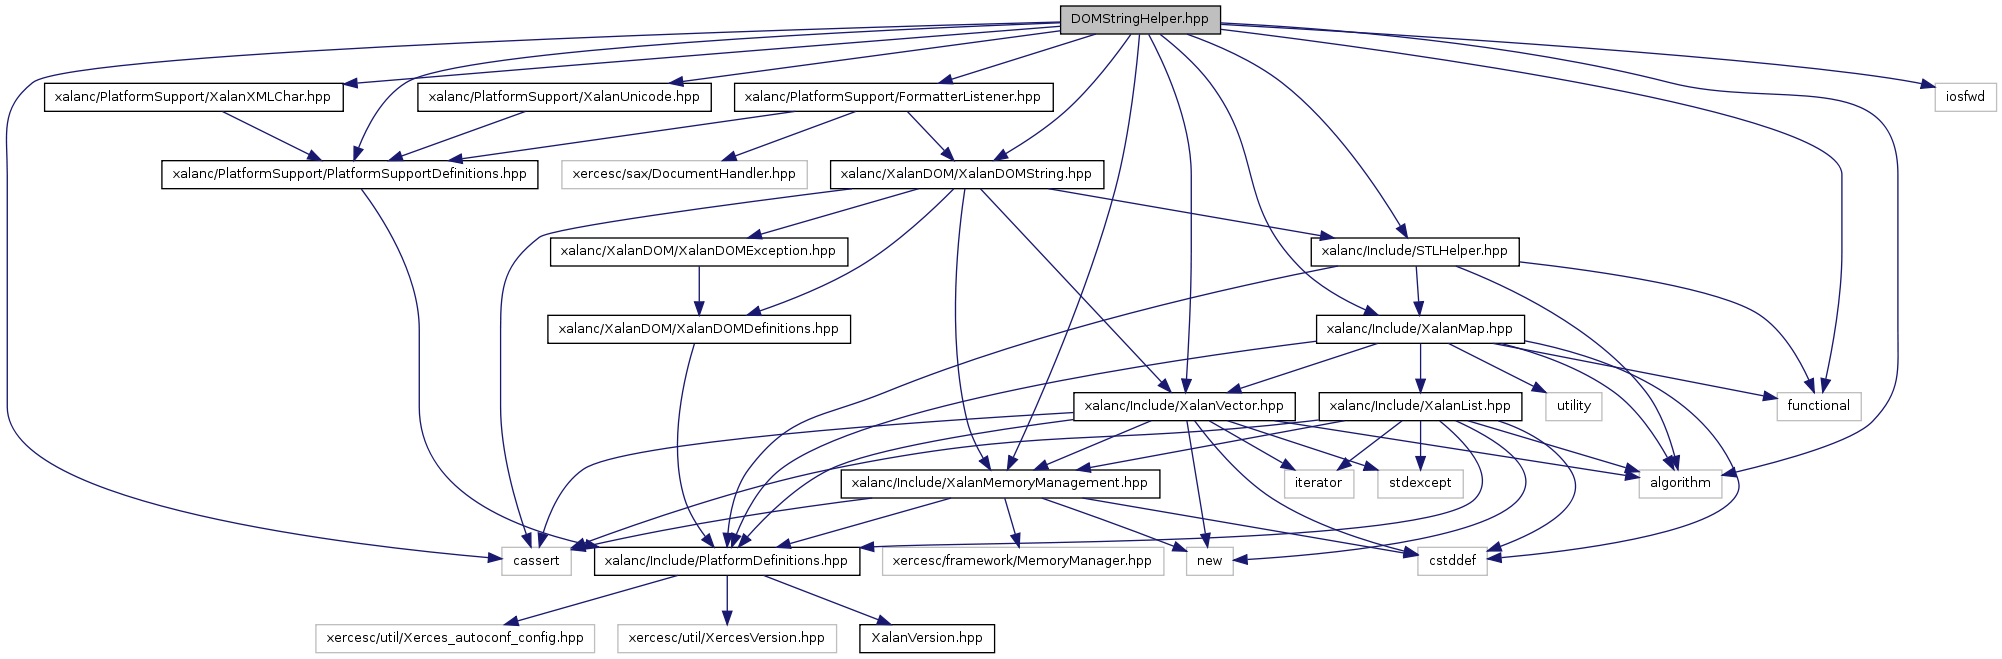 DOMStringHelper.hpp
xalanc/PlatformSupport/XalanXMLChar.hpp
xalanc/PlatformSupport/XalanUnicode.hpp
xalanc/PlatformSupport/FormatterListener.hpp
iosfwd
xalanc/PlatformSupport/PlatformSupportDefinitions.hpp
xercesc/sax/DocumentHandler.hpp
xalanc/XalanDOM/XalanDOMString.hpp
xalanc/XalanDOM/XalanDOMException.hpp
xalanc/Include/STLHelper.hpp
xalanc/XalanDOM/XalanDOMDefinitions.hpp
xalanc/Include/XalanMap.hpp
xalanc/Include/XalanVector.hpp
xalanc/Include/XalanList.hpp
utility
functional
xalanc/Include/XalanMemoryManagement.hpp
iterator
stdexcept
algorithm
cassert
xalanc/Include/PlatformDefinitions.hpp
xercesc/framework/MemoryManager.hpp
new
cstddef
xercesc/util/Xerces_autoconf_config.hpp
xercesc/util/XercesVersion.hpp
XalanVersion.hpp